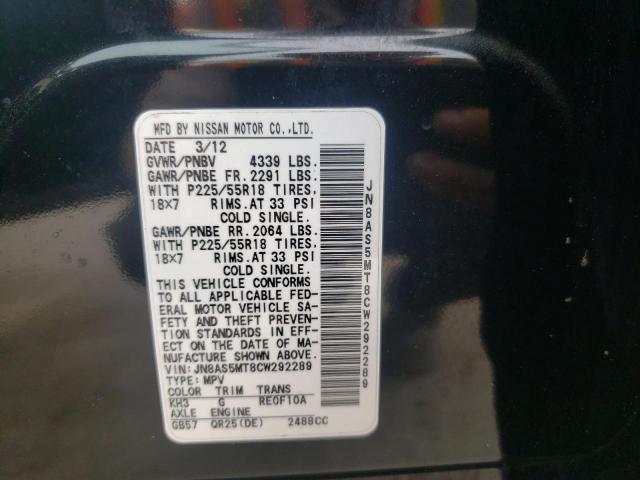 MFD BY NISSAN MOTOR CO.,LTD.
DATE 3/12
GVWR/PNBV 4339 LBS.
GAWR/PNBE FR. 2291 LBS.
WITH P225/55R18 TIRES.
18X7 RIMS.AT 33 PSI
COLD SINGLE.
GAWR/PNBE RR. 2064 LBS.
WITH P225/55R18 TIRES.
18X7 RIMS.AT 33 PSI
COLD SINGLE.
THIS VEHICLE CONFORMS
TO ALL APPLICABLE FED-
ERAL MOTOR VEHICLE SA-
FETY AND THEFT PREVEN-
TION STANDARDS IN EFF-
ECT ON THE DATE OF MA-
NUFACTURE SHOWN ABOVE.
VIN: JN8AS5MT8CW292289
TYPE: MPV
COLOR TRIM TRANS
KH3 G RE0F10A
AXLE ENGINE
GB57 QR25(DE) 2488CC
JN8AS5MT8CW292289